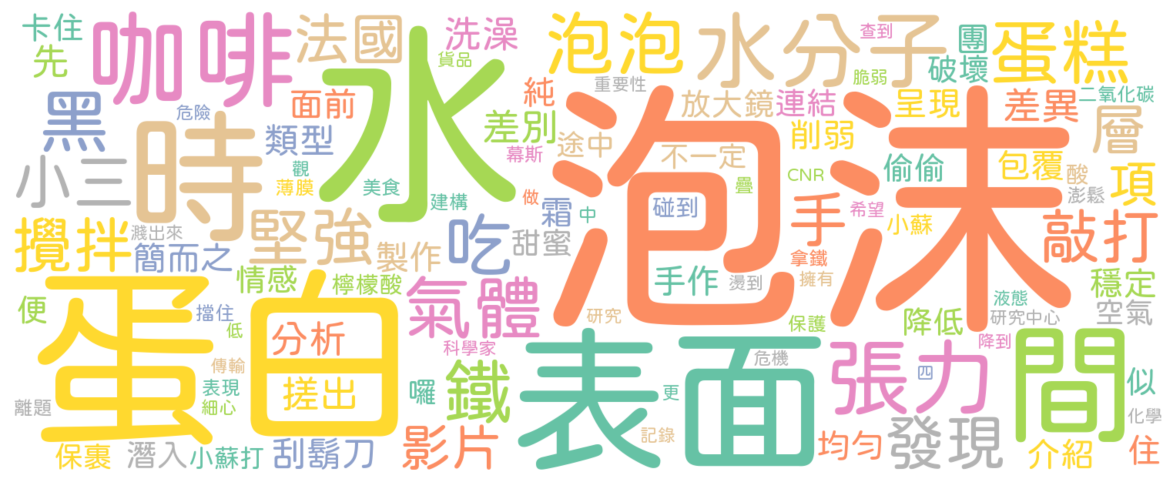 泡沫
水
蛋白
表面
時
間
咖啡
法國
洗澡
泡泡
水分子
蛋糕
卡住
先
貨品
查到
團
破壞
脆弱
重要性
黑
危險
面前
純
差別
放大鏡
連結
呈現
差異
二氧化碳
層
類型
幕斯
途中
削弱
小三
觀
薄膜
美食
建構
不一定
疊
CNR
偷偷
包覆
酸
澎鬆
項
做
中
霜
碰到
手
希望
小蘇
敲打
攪拌
濺出來
簡而之
堅強
製作
吃
甜蜜
手作
燙到
拿鐵
擁有
穩定
空氣
情感
檸檬酸
氣體
液態
研究中心
便
擋住
低
分析
研究
保護
降低
降到
科學家
危機
傳輸
表現
細心
搓出
囉
鐵
更
張力
四
似
化學
離題
保裹
潛入
小蘇打
刮鬍刀
影片
記錄
均勻
發現
介紹
住